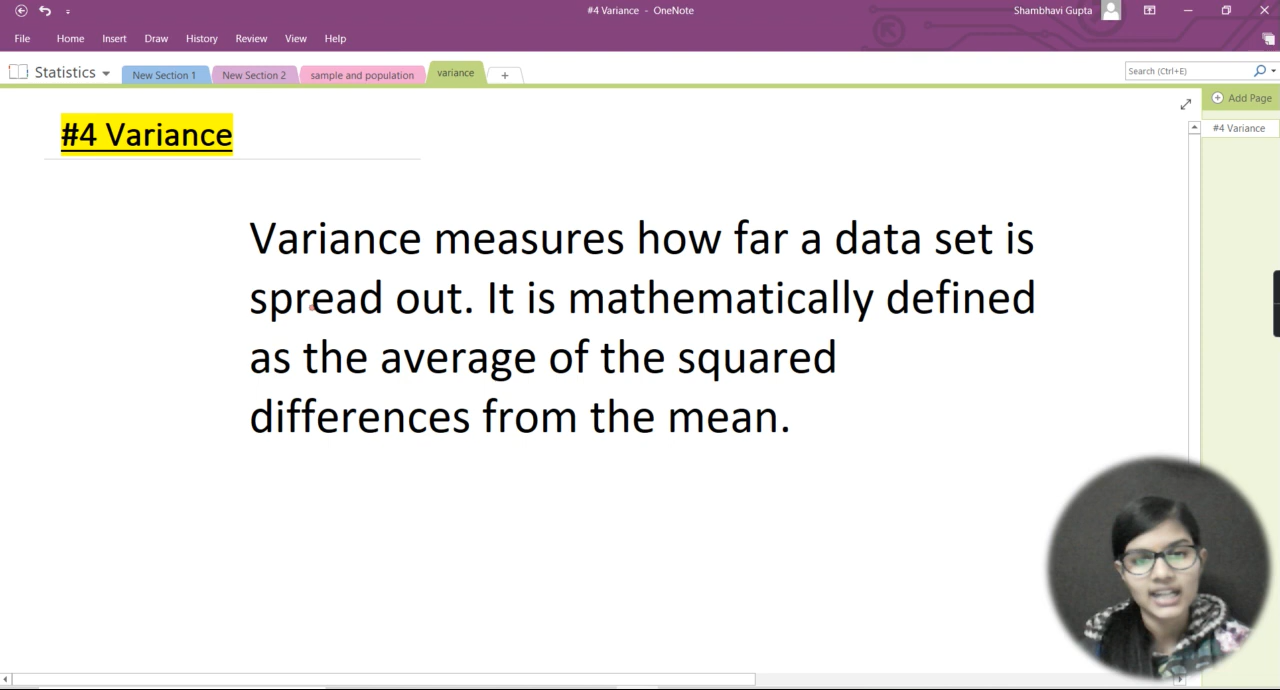 #4 Variance - OneNote
Shambhavi Gupta
File Home Insert Draw History Review View Help
Statistics New Section 1 New Section 2 sample and population variance +
Search (Ctrl+E)
Add Page
#4 Variance
#4 Variance
Variance measures how far a data set is
spread out. It is mathematically defined
as the average of the squared
differences from the mean.